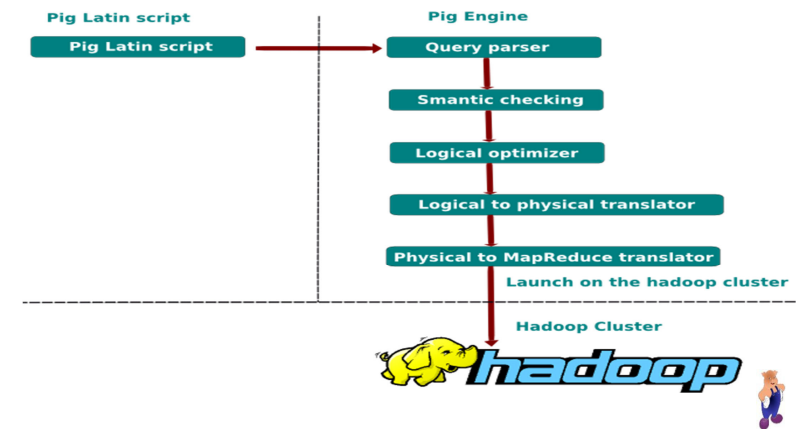 Pig Latin script
Pig Engine
Pig Latin script
Query parser
Smantic checking
Logical optimizer
Logical to physical translator
Physical to MapReduce translator
Launch on the hadoop cluster
Hadoop Cluster
hadoop